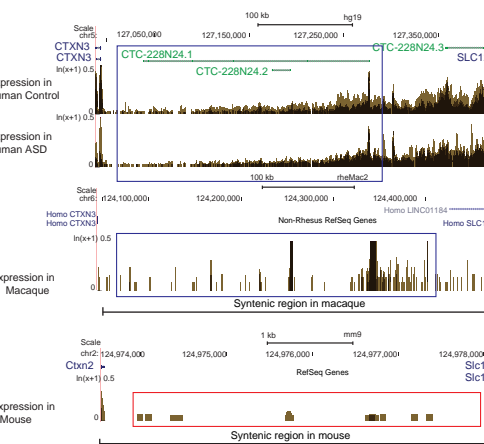 Scale 100 kb hg19
chr5: 127,050,000 127,150,000 127,250,000 127,350,000
CTXN3 CTC-228N24.3
CTXN3 CTC-228N24.1 SLC1
CTC-228N24.2
ln(x+1) 0.5
pression in
uman Control
0
ln(x+1) 0.5
pression in
uman ASD
0
100 kb rheMac2
Scale
chr6: 124,100,000 124,200,000 124,300,000 124,400,000
Homo CTXN3 Homo LINC01184
Homo CTXN3 Non-Rhesus RefSeq Genes Homo SLC1
ln(x+1) 0.5
xpression in
Macaque
0
Syntenic region in macaque
Scale 1 kb mm9
chr2: 124,974,000 124,975,000 124,976,000 124,977,000 124,978,000
Ctxn2 RefSeq Genes Slc1
ln(x+1) 0.5 Slc1
xpression in
Mouse
0
Syntenic region in mouse